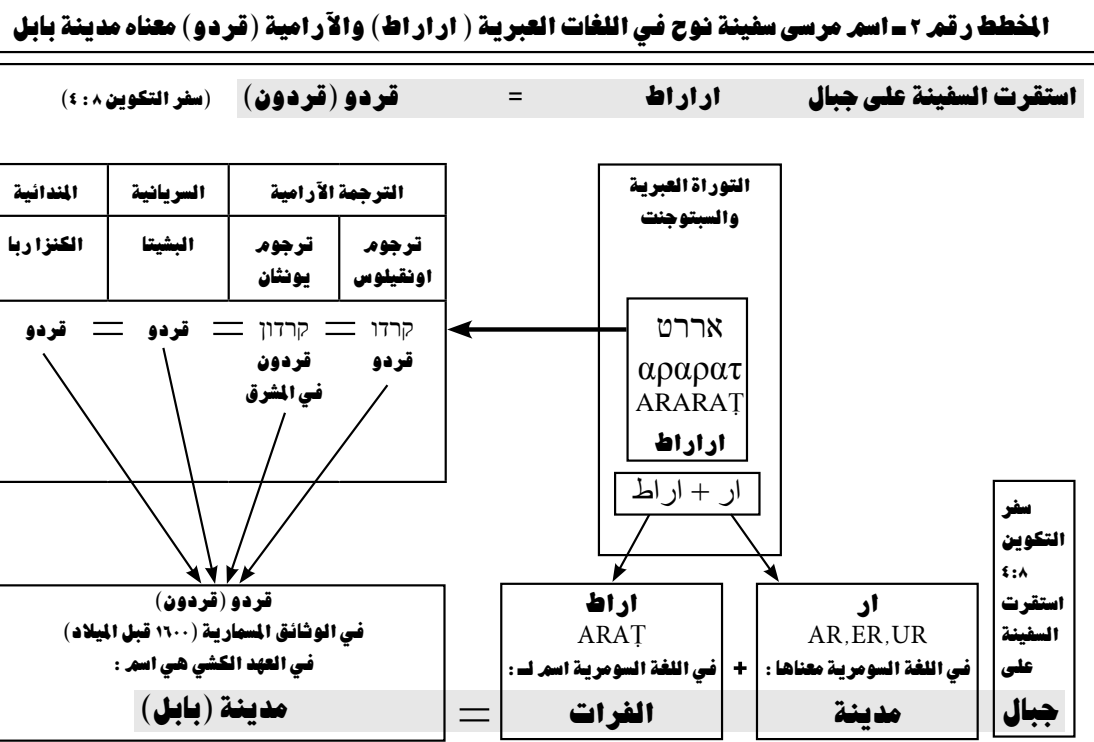 المخطط رقم ٢ ـ اسم مرسى سفينة نوح في اللغات العبرية ( اراراط ) والآرامية (قردو) معناه مدينة بابل
استقرت السفينة على جبال اراراط = قردو (قردون) (سفر التكوين ٨ : ٤)
التوراة العبرية
والسبتوجنت
אררט
αραρατ
ARARAṬ
اراراط
ار + اراط
الترجمة الآرامية السريانية المندائية
ترجوم
اونقيلوس
ترجوم
يونثان
البشيتا
الكنزا ربا
קרדו = קרדון = قردو = قردو
قردو
قردون
في المشرق
سفر
التكوين
٤:٨
استقرت
السفينة
على
جبال
ار
AR,ER,UR
في اللغة السومرية معناها :
مدينة
+
اراط
ARAṬ
في اللغة السومرية اسم لـ :
الفرات
=
قردو (قردون)
في الوثائق المسمارية (١٦٠٠ قبل الميلاد)
في العهد الكشي هي اسم :
مدينة (بابل)